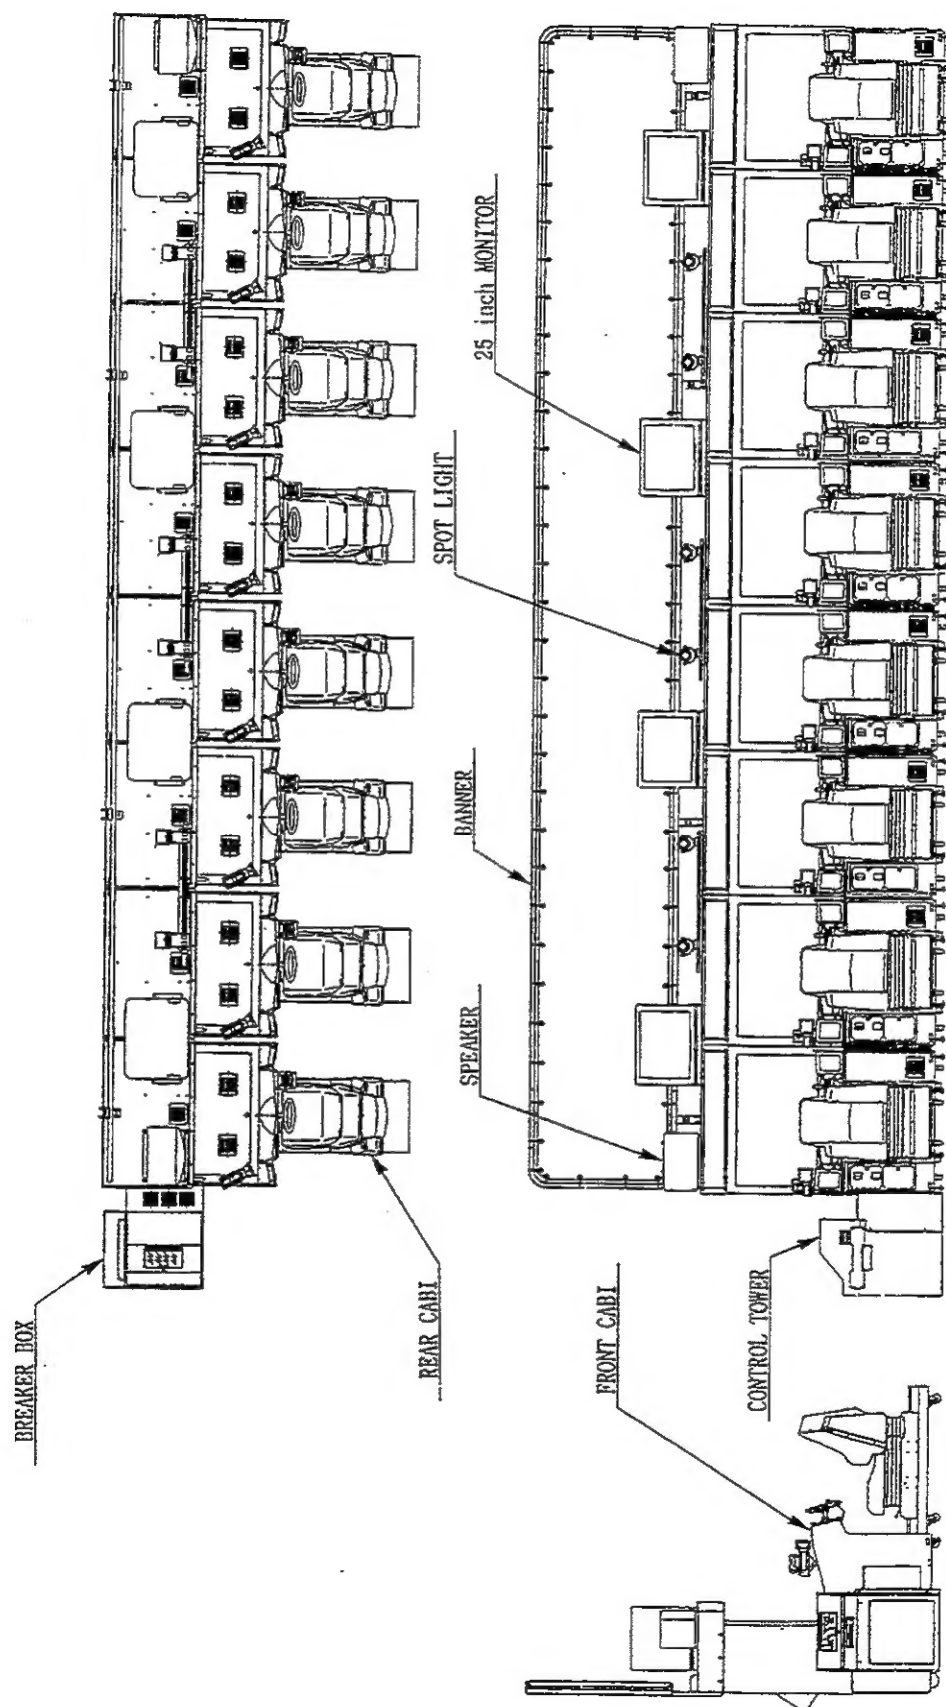 BREAKER BOX
REAR CABI
25 inch MONITOR
SPOT LIGHT
BANNER
SPEAKER
FRONT CABI
CONTROL TOWER